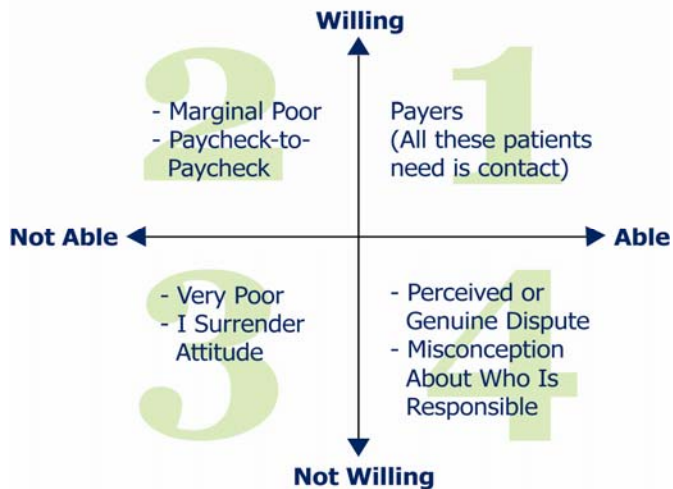 Willing
2
- Marginal Poor
- Paycheck-to-
Paycheck
1
Payers
(All these patients
need is contact)
Not Able
Able
3
- Very Poor
- I Surrender
Attitude
4
- Perceived or
Genuine Dispute
- Misconception
About Who Is
Responsible
Not Willing